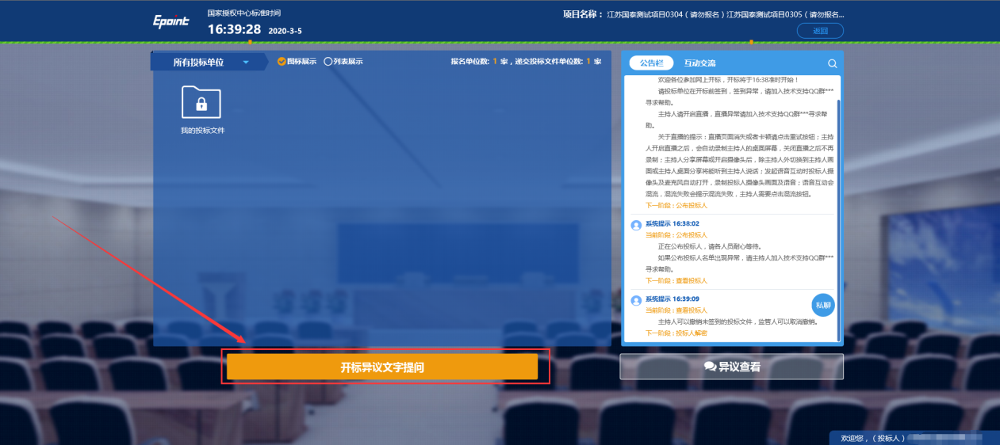 Epoint
国家授权中心标准时间
16:39:28 2020-3-5
项目名称： 江苏国泰测试项目0304（请勿报名）江苏国泰测试项目0305（请勿报名...
返回
所有投标单位
图标展示 列表展示
报名单位数: 1 家 , 递交投标文件单位数: 1 家
我的投标文件
开标异议文字提问
公告栏 互动交流
欢迎各位参加网上开标，开标将于16:38准时开始！
请投标单位在开标前签到，签到异常，请加入技术支持QQ群***
寻求帮助。
主持人请开启直播，直播异常请加入技术支持QQ群***寻求帮
助。
关于直播的提示：直播页面消失或者卡顿请点击重试按钮；主持
人开启直播之后，会自动录制主持人的桌面屏幕，关闭直播之后不再
录制；主持人分享屏幕或开启摄像头后，除主持人外切换到主持人画
面或主持人桌面分享将能听到主持人说话；发起语音互动时投标人摄
像头及麦克风自动打开，录制投标人摄像头画面及语音；语音互动会
混流，混流失败会提示混流失败，主持人需要点击混流按钮。
下一阶段 : 公布投标人
系统提示 16:38:02
当前阶段 : 公布投标人
正在公布投标人，请各人员耐心等待。
如果公布投标人名单出现异常，请主持人加入技术支持QQ群***
寻求帮助。
下一阶段 : 查看投标人
系统提示 16:39:09
当前阶段 : 查看投标人
主持人可以撤销未签到的投标文件，监管人可以取消撤销。
下一阶段 : 投标人解密
私聊
异议查看
欢迎您，（投标人）